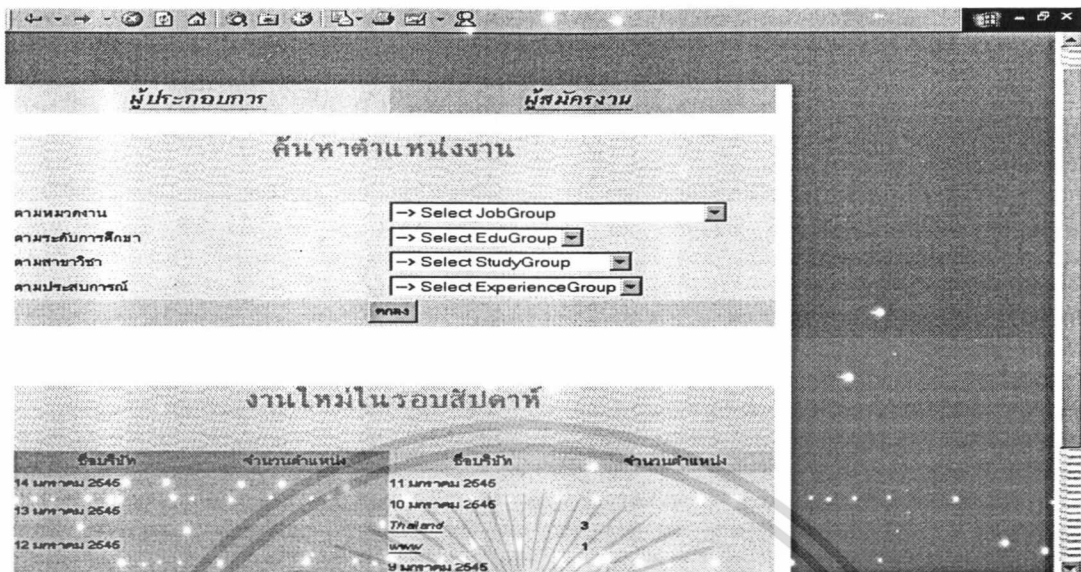 ผู้ประกอบการ ผู้สมัครงาน
ค้นหาตำแหน่งงาน
ตามหมวดงาน --> Select JobGroup
ตามระดับการศึกษา --> Select EduGroup
ตามสาขาวิชา --> Select StudyGroup
ตามประสบการณ์ --> Select ExperienceGroup
ตกลง
งานใหม่ในรอบสัปดาห์
ชื่อบริษัท จำนวนตำแหน่ง ชื่อบริษัท จำนวนตำแหน่ง
14 มกราคม 2545 11 มกราคม 2545
13 มกราคม 2545 10 มกราคม 2545
Thailand 3
12 มกราคม 2545 www 1
9 มกราคม 2545